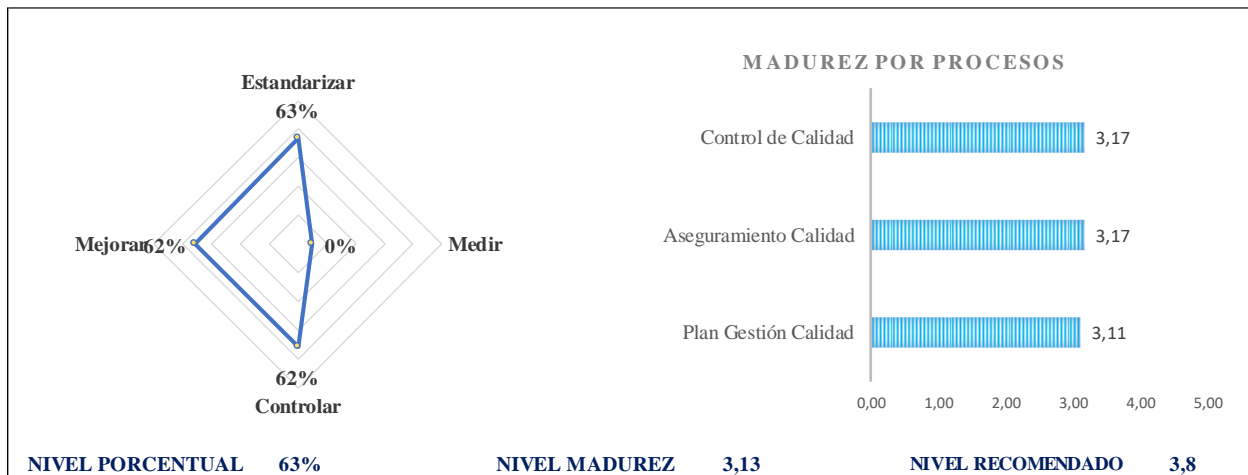 Estandarizar
63%
Mejorar
62%
0%
Medir
62%
Controlar
MADUREZ POR PROCESOS
Control de Calidad
3,17
Aseguramiento Calidad
3,17
Plan Gestión Calidad
3,11
0,00 1,00 2,00 3,00 4,00 5,00
NIVEL PORCENTUAL 63% NIVEL MADUREZ 3,13 NIVEL RECOMENDADO 3,8